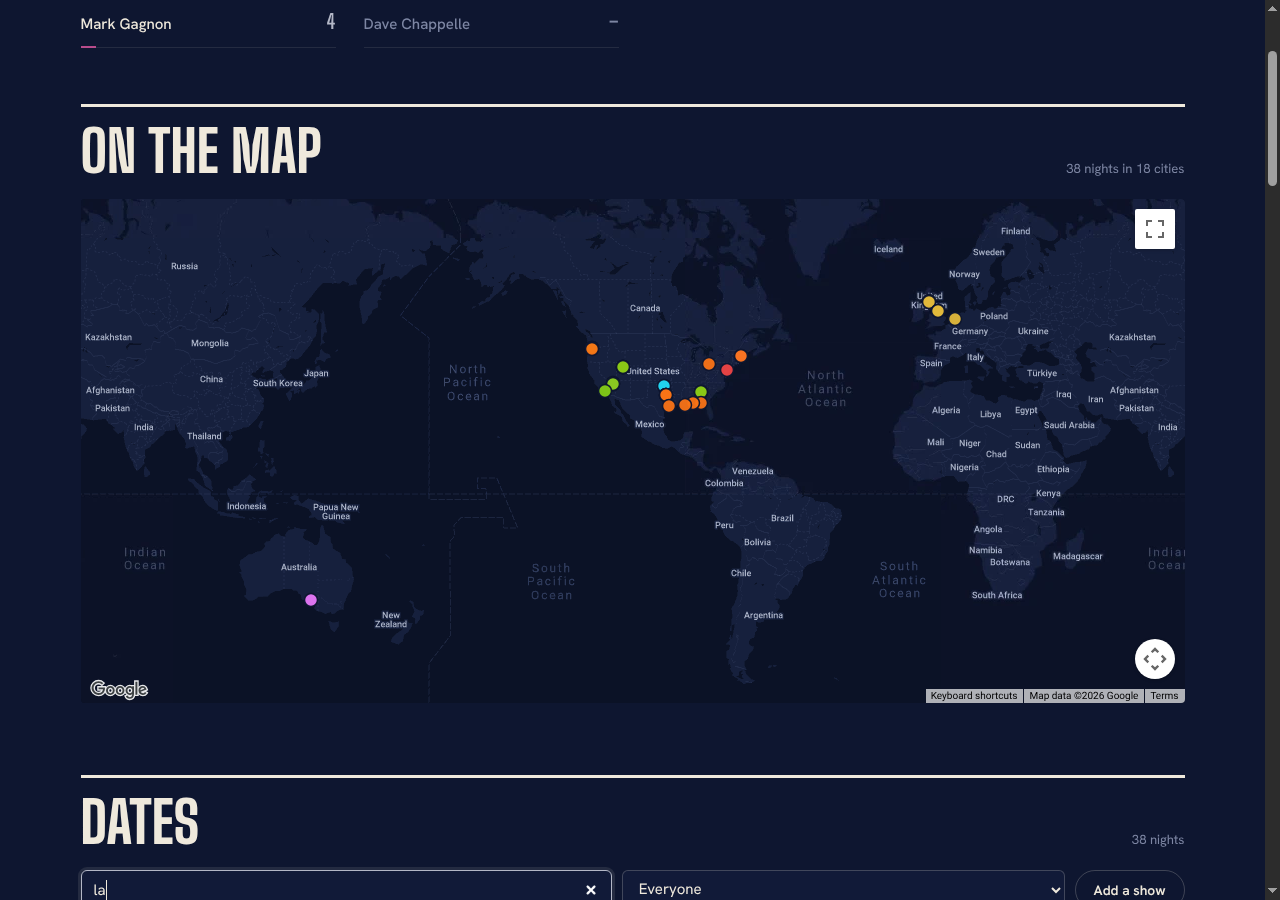 Mark Gagnon 4 Dave Chappelle –
ON THE MAP
38 nights in 18 cities
Finland
Iceland
Sweden
Russia
Norway
United
Canada
Poland
Kazakhstan
Germany
Ukraine
Kazakhstan
Mongolia
France
North
Pacific
Ocean
United States
Spain
Italy
Japan
China
South Korea
North
Atlantic
Ocean
Türkiye
Afghanistan
Pakistan
Iraq
Iran
Afghanistan
Pakistan
Algeria
Libya
Egypt
India
Mexico
Saudi Arabia
India
Thailand
Mali
Niger
Sudan
Chad
Venezuela
Nigeria
Ethiopia
Colombia
Kenya
DRC
Indonesia
Papua New
Guinea
Tanzania
Peru
Brazil
Angola
Bolivia
Indian
Ocean
Namibia
Botswana
Madagascar
Indian
Ocean
Australia
South
Pacific
Ocean
Chile
South
Atlantic
Ocean
South Africa
New
Zealand
Argentina
Google
Keyboard shortcuts Map data ©2026 Google Terms
DATES
38 nights
la × Everyone Add a show